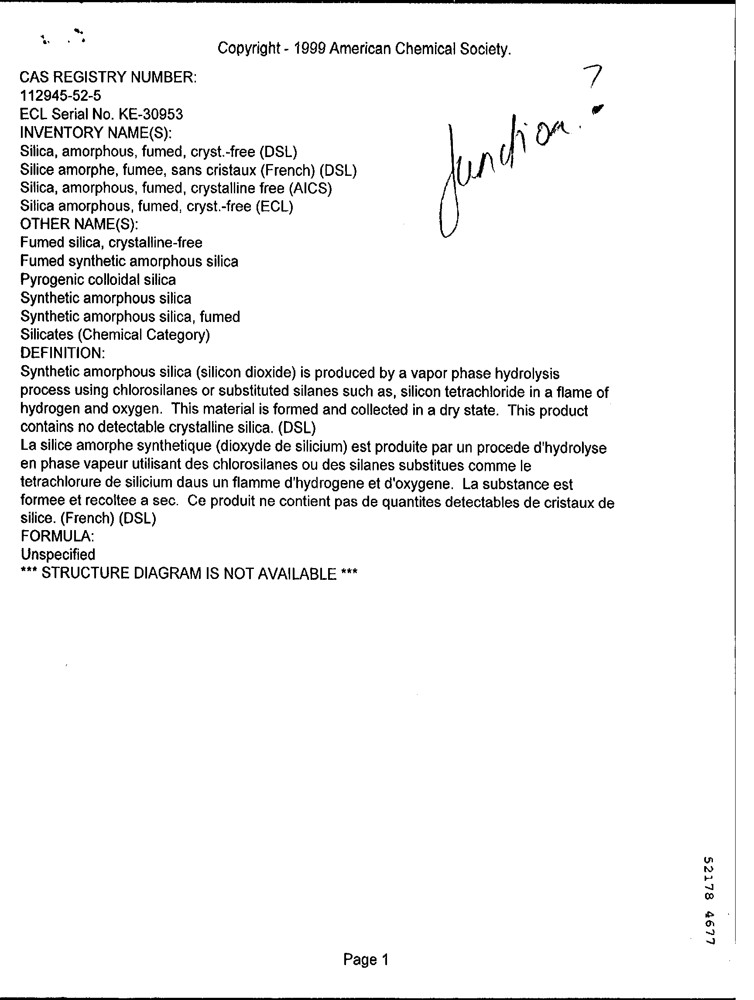 Copyright - 1999 American Chemical Society.
CAS REGISTRY NUMBER:
112945-52-5
ECL Serial No. KE-30953
INVENTORY NAME(S):
Silica, amorphous, fumed, cryst.-free (DSL)
Silice amorphe, fumee, sans cristaux (French) (DSL)
Silica, amorphous, fumed, crystalline free (AICS)
Silica amorphous, fumed, cryst.-free (ECL)
OTHER NAME(S):
Fumed silica, crystalline-free
Fumed synthetic amorphous silica
Pyrogenic colloidal silica
Synthetic amorphous silica
Synthetic amorphous silica, fumed
Silicates (Chemical Category)
DEFINITION:
Synthetic amorphous silica (silicon dioxide) is produced by a vapor phase hydrolysis
process using chlorosilanes or substituted silanes such as, silicon tetrachloride in a flame of
hydrogen and oxygen. This material is formed and collected in a dry state. This product
contains no detectable crystalline silica. (DSL)
La silice amorphe synthetique (dioxyde de silicium) est produite par un procede d'hydrolyse
en phase vapeur utilisant des chlorosilanes ou des silanes substitues comme le
tetrachlorure de silicium daus un flamme d'hydrogene et d'oxygene. La substance est
formee et recoltee a sec. Ce produit ne contient pas de quantites detectables de cristaux de
silice. (French) (DSL)
FORMULA:
Unspecified
*** STRUCTURE DIAGRAM IS NOT AVAILABLE ***
function?
52178 4677
Page 1